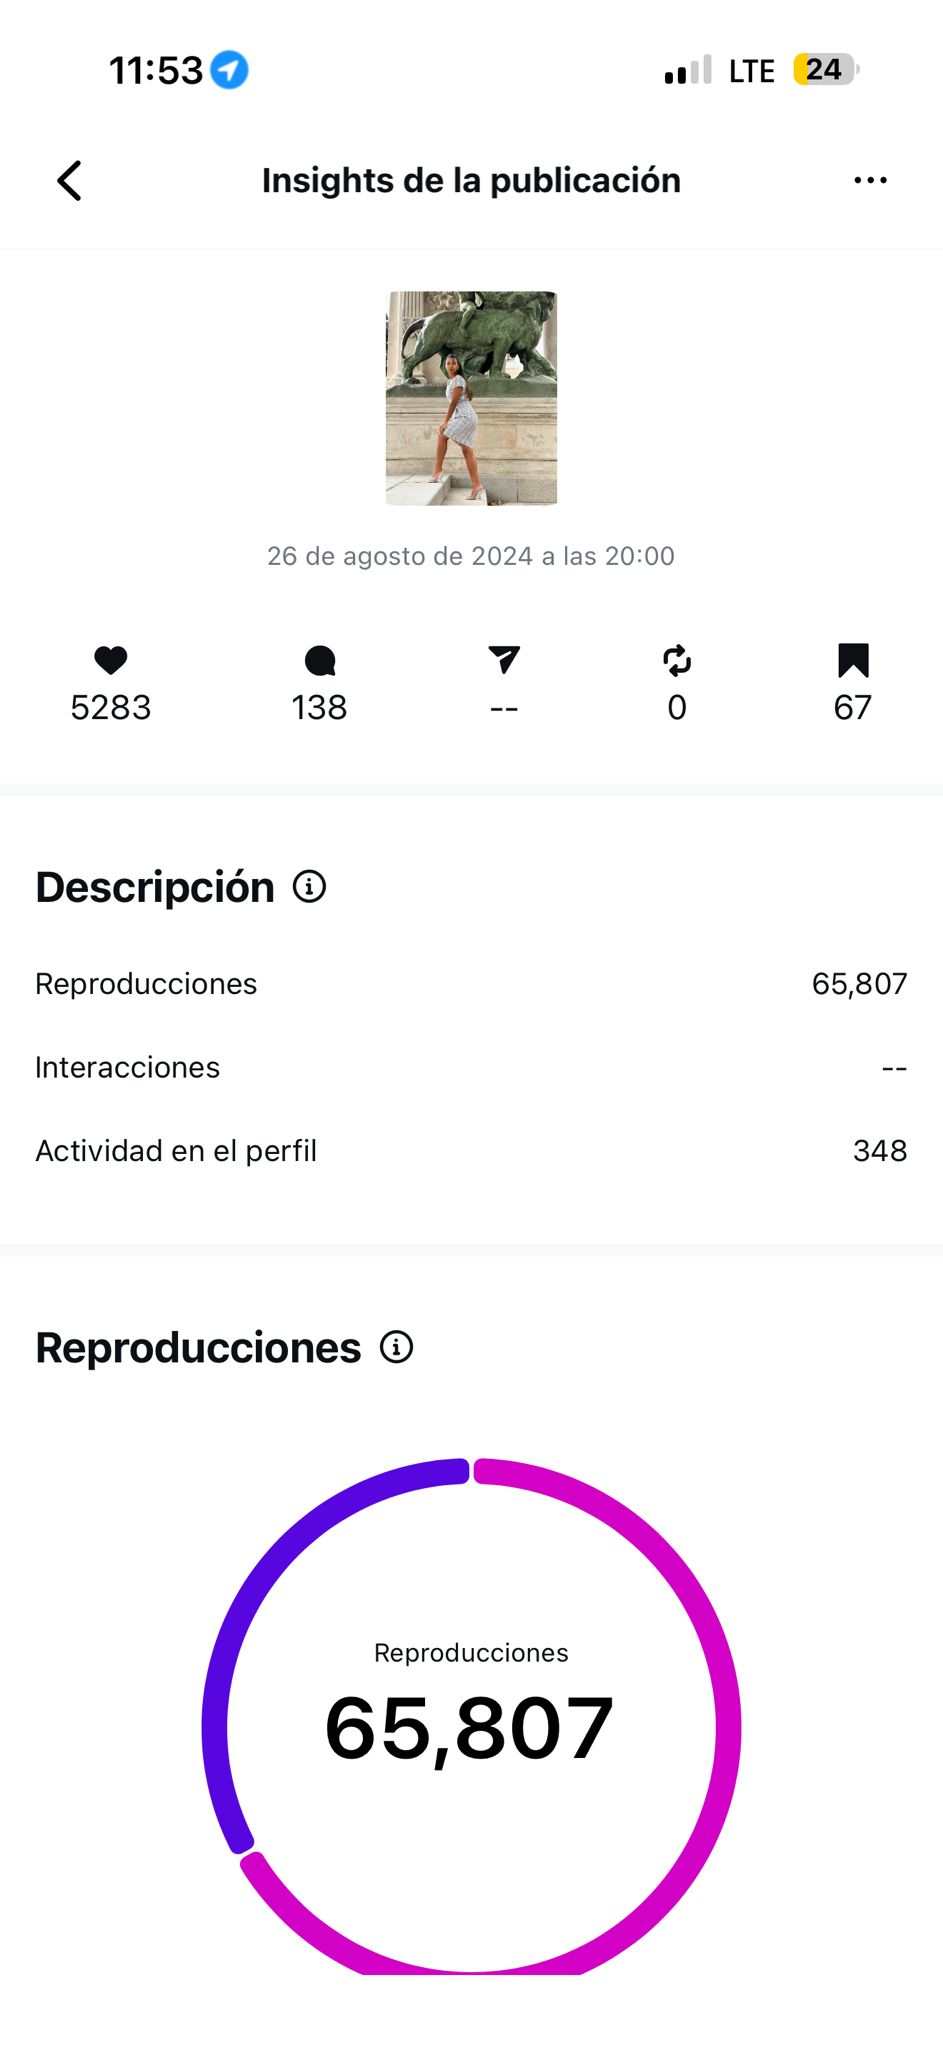 11:53
LTE
24
Insights de la publicación
26 de agosto de 2024 a las 20:00
5283
138
--
0
67
Descripción
Reproducciones 65,807
Interacciones --
Actividad en el perfil 348
Reproducciones
Reproducciones
65,807